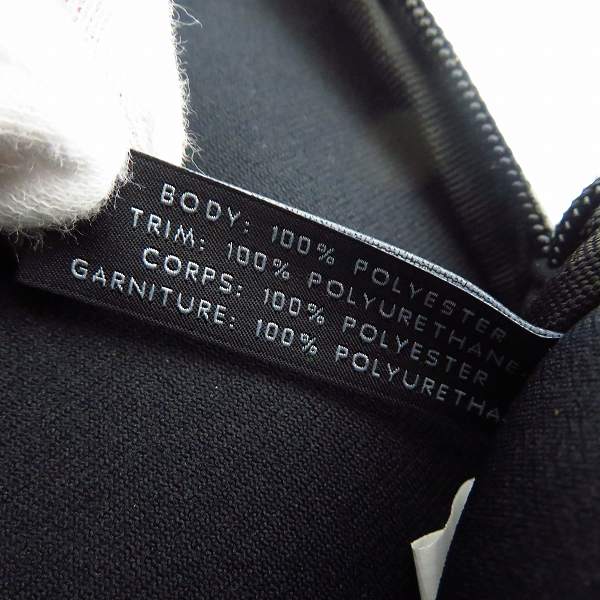 BODY: 100% POLYESTER
TRIM: 100% POLYURETHANE
CORPS: 100% POLYESTER
GARNITURE: 100% POLYURETHA